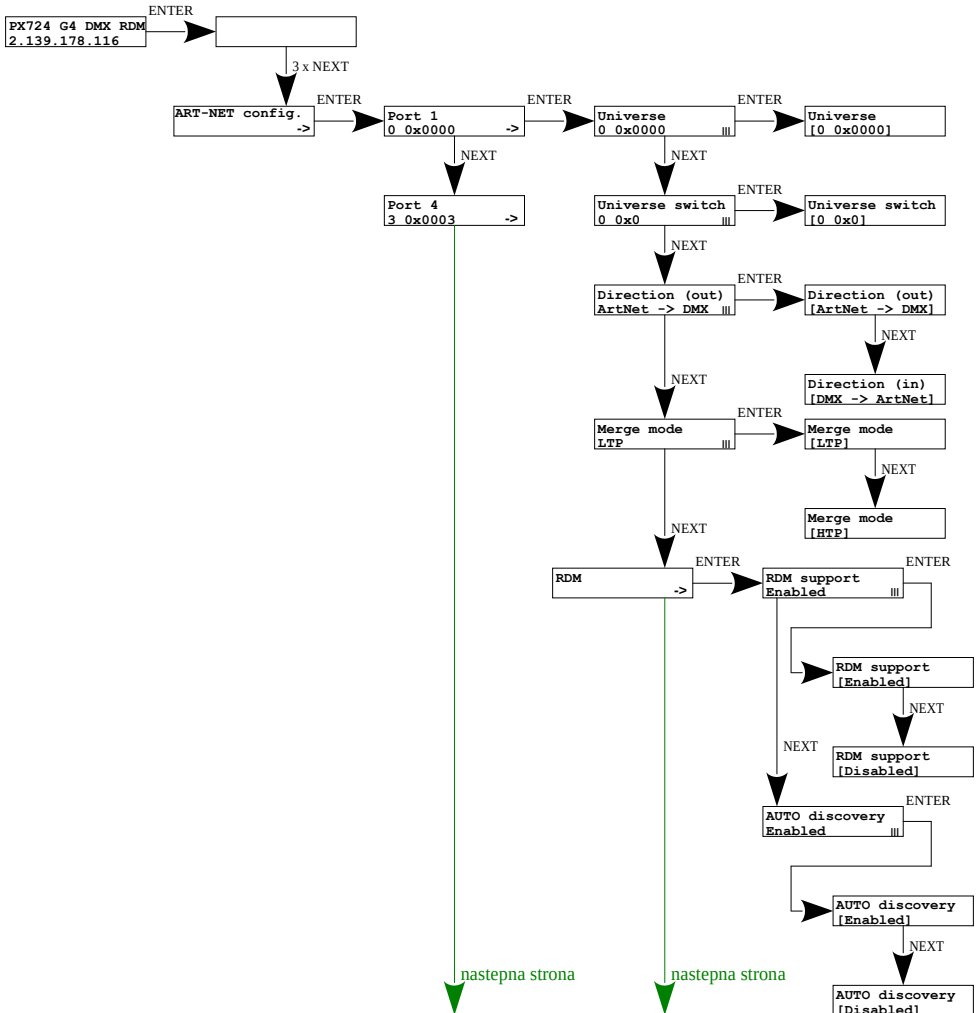 ENTER
PX724 G4 DMX RDM
2.139.178.116
3 x NEXT
ART-NET config.
->
ENTER
Port 1
0 0x0000 ->
ENTER
Universe
0 0x0000
ENTER
Universe
[0 0x0000]
NEXT
NEXT
Port 4
3 0x0003 ->
Universe switch
0 0x0
ENTER
Universe switch
[0 0x0]
NEXT
Direction (out)
ArtNet -> DMX
ENTER
Direction (out)
[ArtNet -> DMX]
NEXT
Direction (in)
[DMX -> ArtNet]
NEXT
Merge mode
LTP
ENTER
Merge mode
[LTP]
NEXT
Merge mode
[HTP]
NEXT
RDM
->
ENTER
RDM support
Enabled
ENTER
RDM support
[Enabled]
NEXT
RDM support
[Disabled]
NEXT
AUTO discovery
Enabled
ENTER
AUTO discovery
[Enabled]
NEXT
AUTO discovery
[Disabled]
nastepna strona
nastepna strona